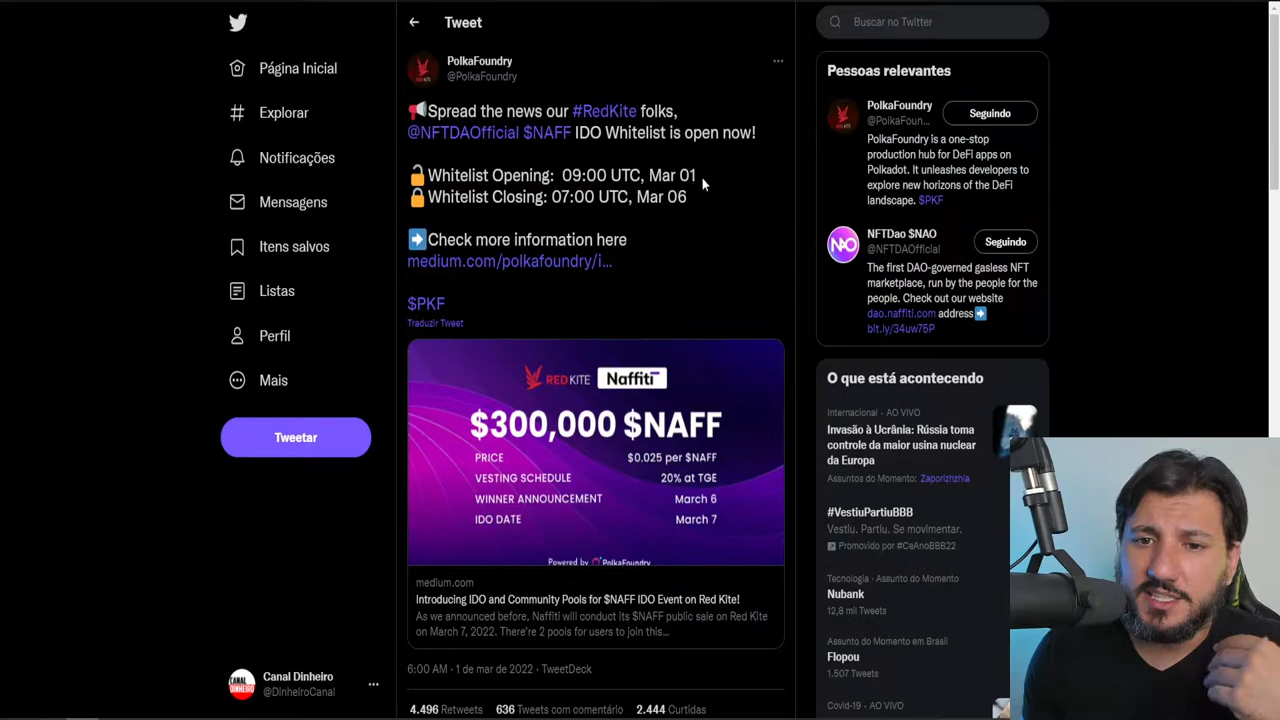 Página Inicial
Explorar
Notificações
Mensagens
Itens salvos
Listas
Perfil
Mais
Tweetar
Canal Dinheiro
@DInheiroCanal
Tweet
PolkaFoundry
@PolkaFoundry
Spread the news our #RedKite folks,
@NFTDAOfficial $NAFF IDO Whitelist is open now!
Whitelist Opening: 09:00 UTC, Mar 01
Whitelist Closing: 07:00 UTC, Mar 06
Check more information here
medium.com/polkafoundry/i...
$PKF
Traduzir Tweet
REDKITE Naffiti
$300,000 $NAFF
PRICE $0.025 per $NAFF
VESTING SCHEDULE 20% at TGE
WINNER ANNOUNCEMENT March 6
IDO DATE March 7
Powered by PolkaFoundry
medium.com
Introducing IDO and Community Pools for $NAFF IDO Event on Red Kite!
As we announced before, Naffiti will conduct its $NAFF public sale on Red Kite
on March 7, 2022. There's 2 pools for users to join this...
6:00 AM · 1 de mar de 2022 · TweetDeck
4.496 Retweets 636 Tweets com comentário 2.444 Curtidas
Buscar no Twitter
Pessoas relevantes
PolkaFoundry
@PolkaFoun...
Seguindo
PolkaFoundry is a one-stop
production hub for DeFi apps on
Polkadot. It unleashes developers to
explore new horizons of the DeFi
landscape. $PKF
NAO
NFTDao $NAO
@NFTDAOfficIal
Seguindo
The first DAO-governed gasless NFT
marketplace, run by the people for the
people. Check out our website
dao.naffiti.com address
bit.ly/34uw75P
O que está acontecendo
Internacional · AO VIVO
Invasão à Ucrânia: Rússia toma
controle da maior usina nuclear
da Europa
Assuntos do Momento: Zaporizhzhia
#VestiuPartiuBBB
Vestiu. Partiu. Se movimentar.
Promovido por #CeAnoBBB22
Tecnologia · Assunto do Momento
Nubank
12,8 mil Tweets
Assunto do Momento em Brasil
Flopou
1.507 Tweets
Covid-19 · AO VIVO